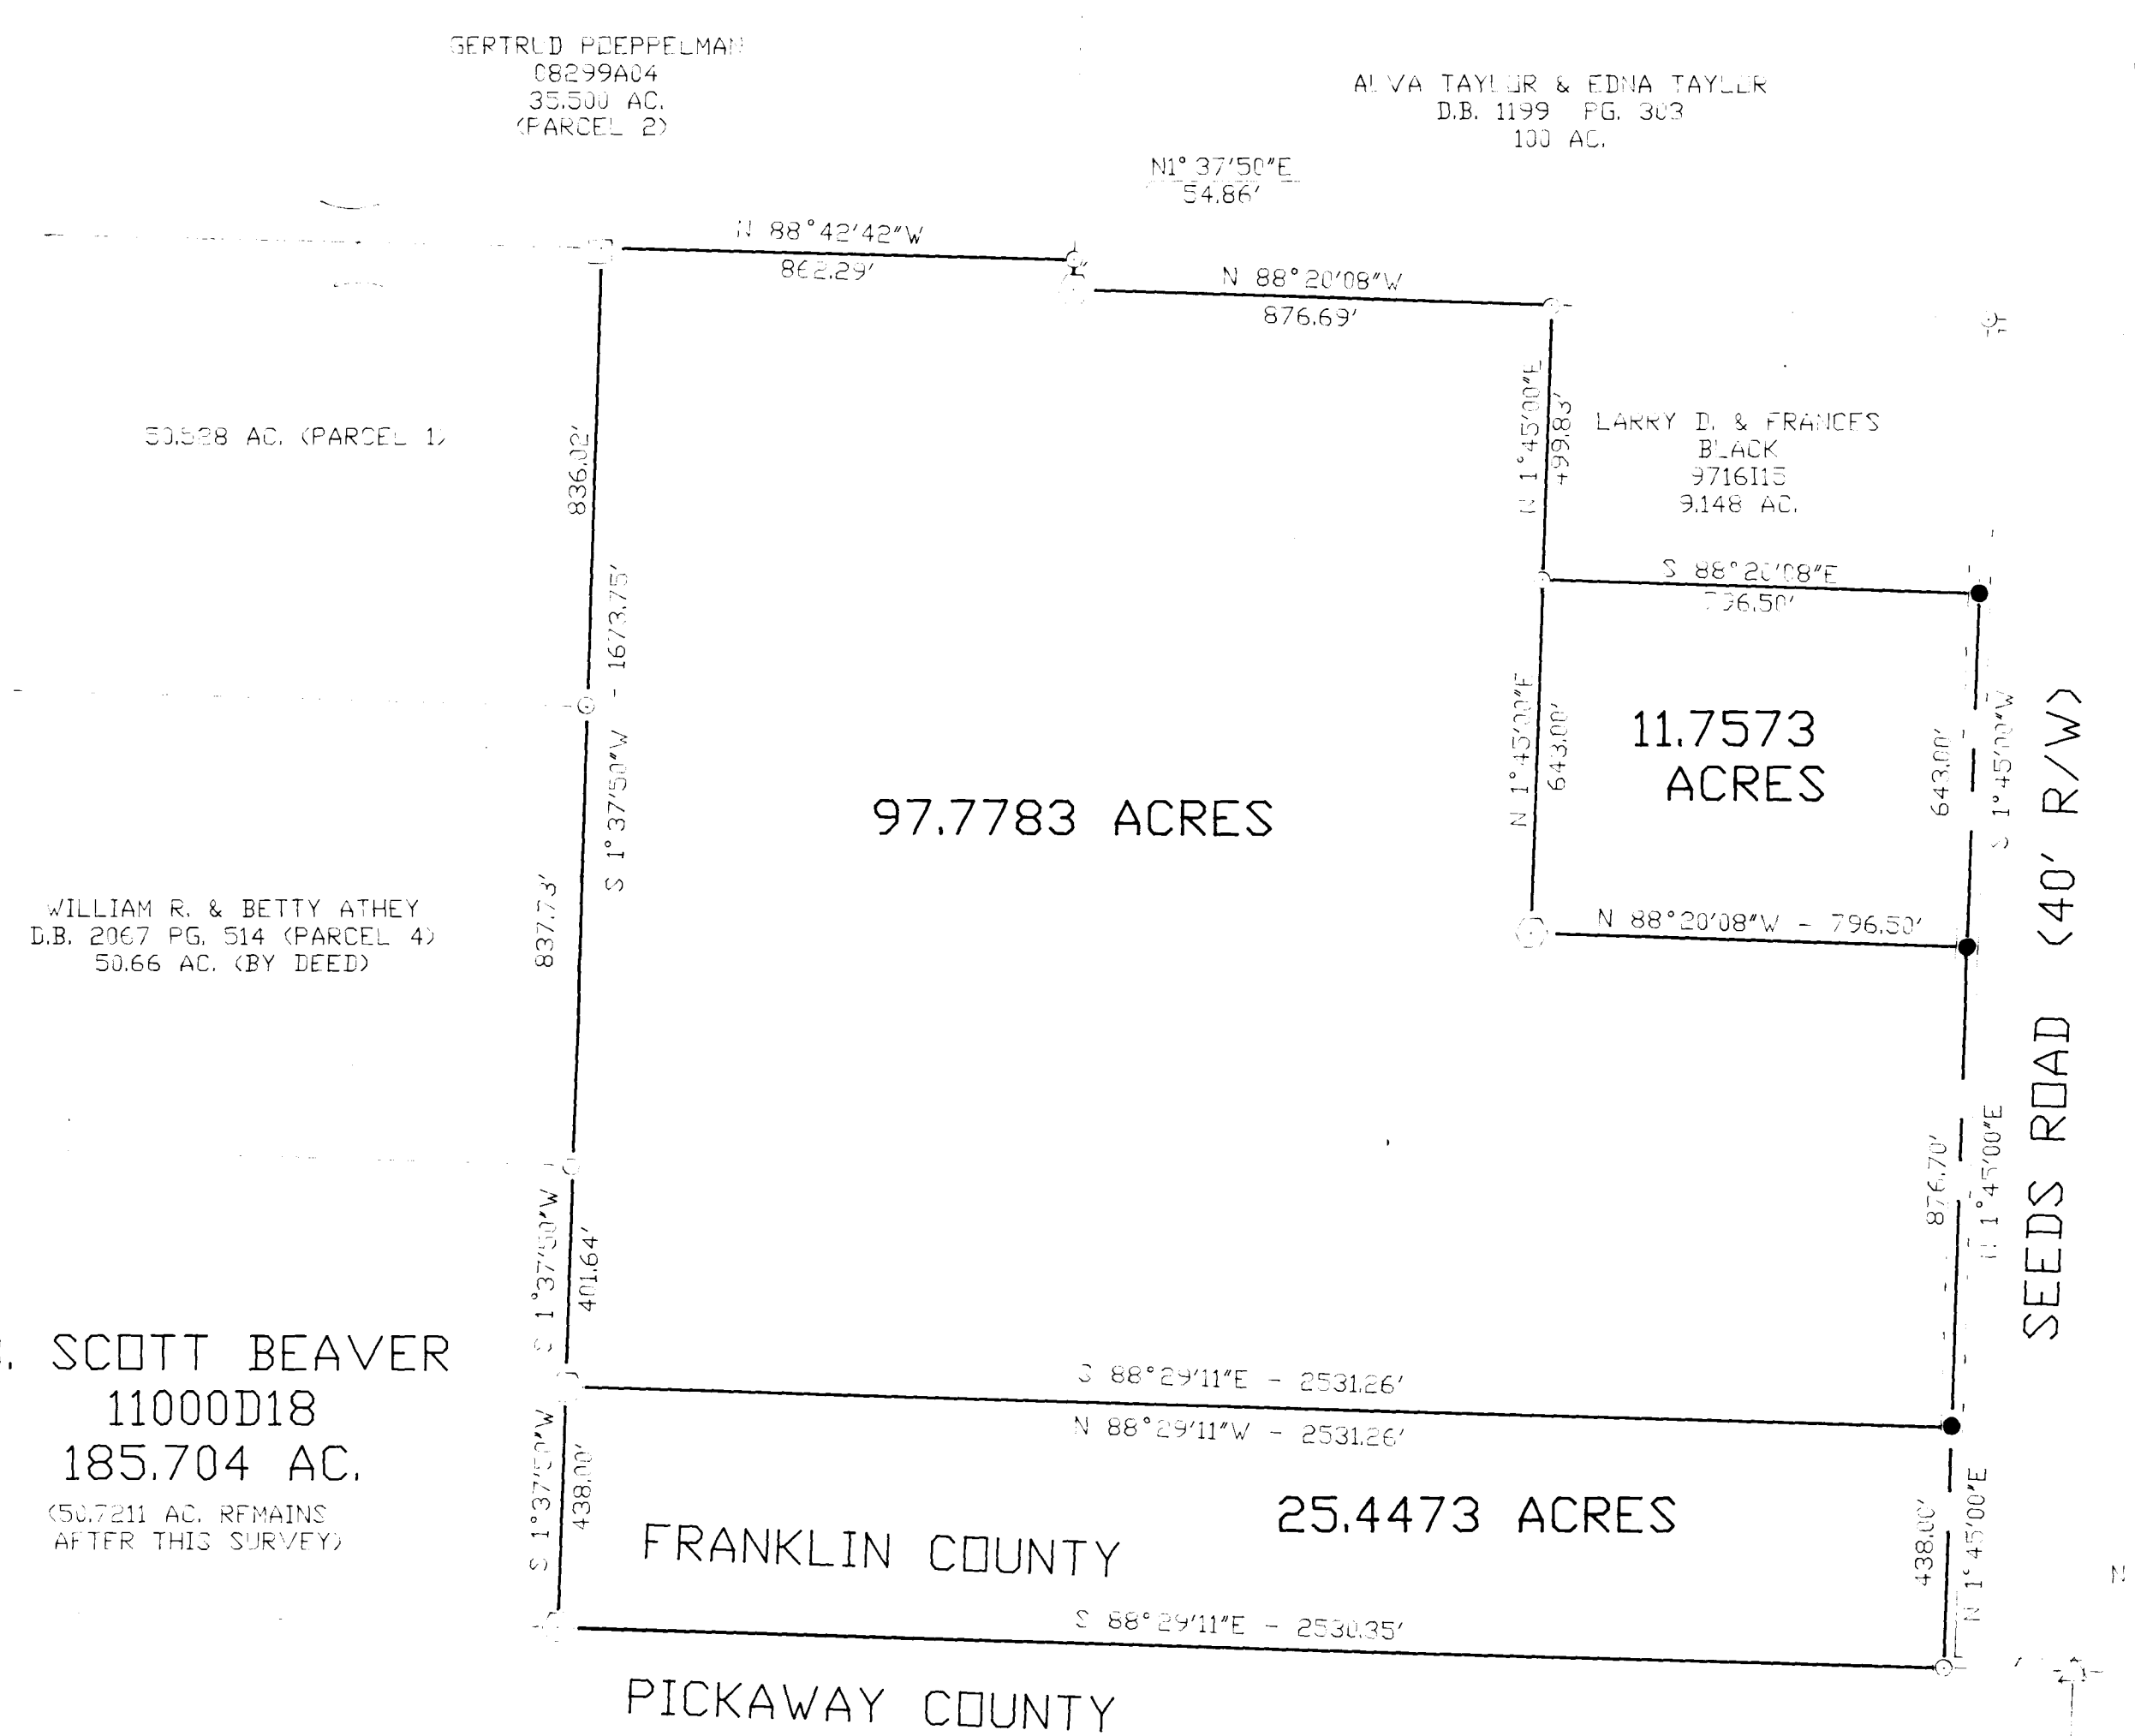 GERTRUD POEPPELMAN
08299A04
35.500 AC.
(PARCEL 2)
ALVA TAYLOR & EDNA TAYLOR
D.B. 1199 PG. 303
100 AC.
N1°37'50"E
54.86'
N 88°42'42"W
862.29'
N 88°20'08"W
876.69'
N 1°45'00"E
499.83'
LARRY D. & FRANCES
BLACK
9716I15
9.148 AC.
AC. (PARCEL 1)
836.02'
S 1°37'50"W - 1673.75'
S 88°20'08"E
796.50'
11.7573
ACRES
N 1°45'00"E
643.00'
643.00'
S 1°45'00"W
SEEDS ROAD (40' R/W)
97.7783 ACRES
WILLIAM R. & BETTY ATHEY
D.B. 2067 PG. 514 (PARCEL 4)
50.66 AC. (BY DEED)
837.73'
N 88°20'08"W - 796.50'
876.70'
N 1°45'00"E
S 1°37'50"W
401.64'
SCOTT BEAVER
11000D18
185.704 AC.
(50.7211 AC. REMAINS
AFTER THIS SURVEY)
S 88°29'11"E - 2531.26'
N 88°29'11"W - 2531.26'
S 1°37'50"W
438.00'
25.4473 ACRES
FRANKLIN COUNTY
438.00'
N 1°45'00"E
N
S 88°29'11"E - 2530.35'
PICKAWAY COUNTY